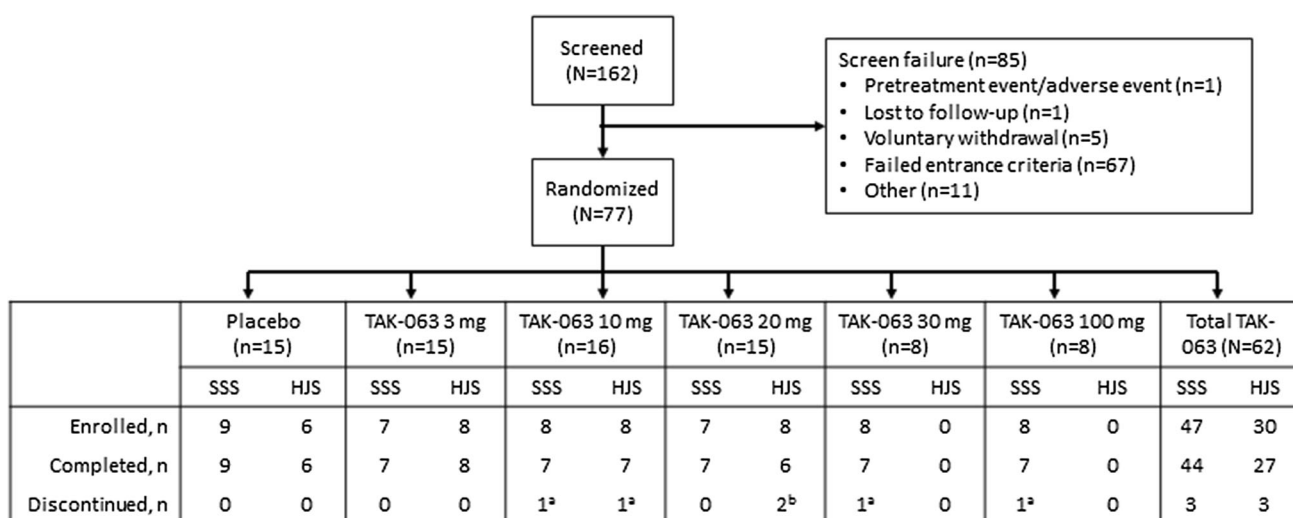 Screened
(N=162)
Screen failure (n=85)
• Pretreatment event/adverse event (n=1)
• Lost to follow-up (n=1)
• Voluntary withdrawal (n=5)
• Failed entrance criteria (n=67)
• Other (n=11)
Randomized
(N=77)
Placebo
(n=15)
TAK-063 3 mg
(n=15)
TAK-063 10 mg
(n=16)
TAK-063 20 mg
(n=15)
TAK-063 30 mg
(n=8)
TAK-063 100 mg
(n=8)
Total TAK-
063 (N=62)
SSS HJS SSS HJS SSS HJS SSS HJS SSS HJS SSS HJS SSS HJS
Enrolled, n 9 6 7 8 8 8 7 8 8 0 8 0 47 30
Completed, n 9 6 7 8 7 7 7 6 7 0 7 0 44 27
Discontinued, n 0 0 0 0 1ª 1ª 0 2ᵇ 1ª 0 1ª 0 3 3